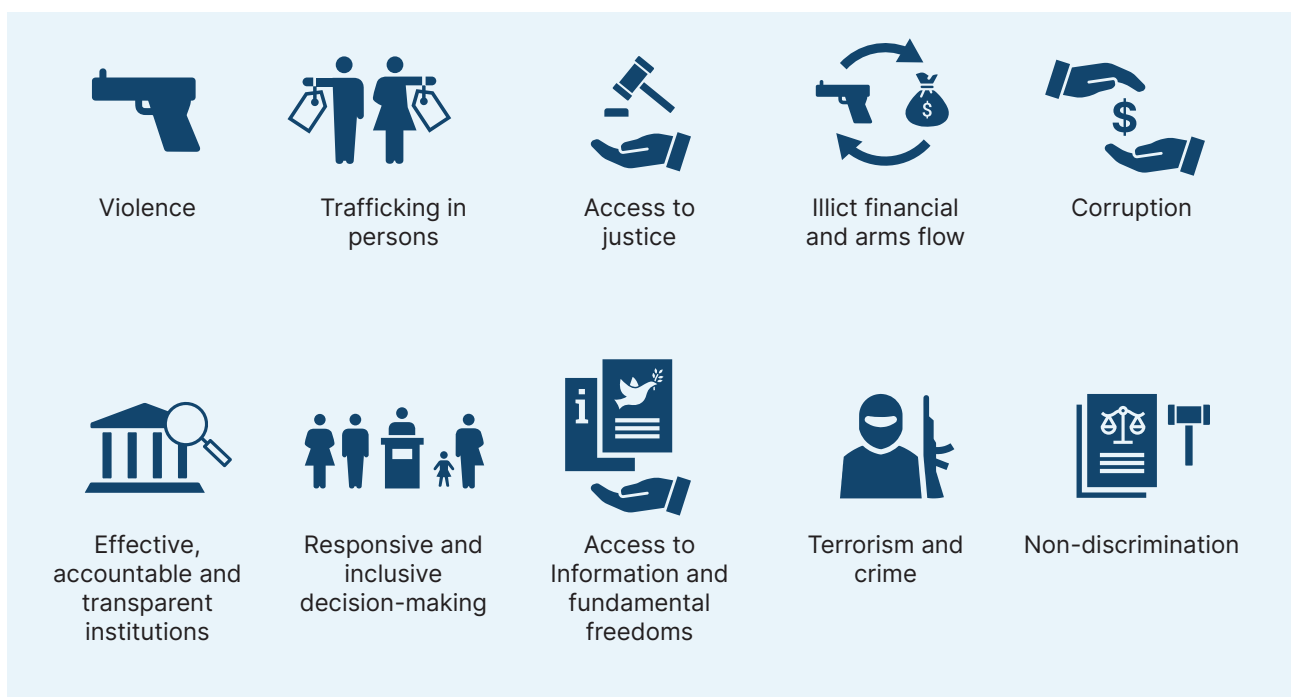 $
$
Violence
Trafficking in
persons
Access to
justice
Illict financial
and arms flow
Corruption
i
Effective,
accountable and
transparent
institutions
Responsive and
inclusive
decision-making
Access to
Information and
fundamental
freedoms
Terrorism and
crime
Non-discrimination